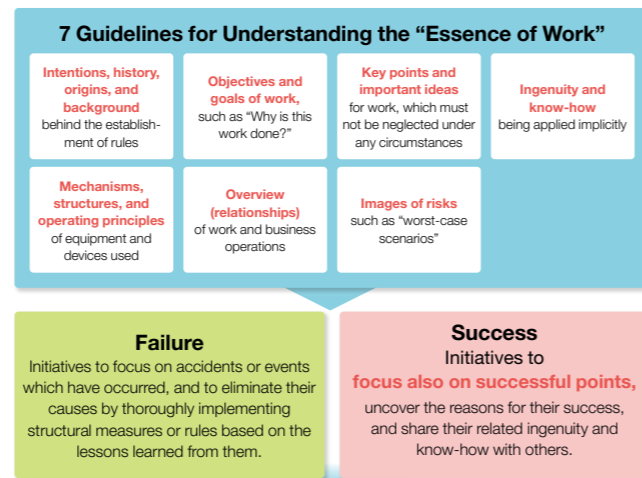 7 Guidelines for Understanding the “Essence of Work”
Intentions, history,
origins, and
background
behind the establish-
ment of rules
Objectives and
goals of work,
such as “Why is this
work done?”
Key points and
important ideas
for work, which must
not be neglected under
any circumstances
Ingenuity and
know-how
being applied implicitly
Mechanisms,
structures, and
operating principles
of equipment and
devices used
Overview
(relationships)
of work and business
operations
Images of risks
such as “worst-case
scenarios”
Failure
Initiatives to focus on accidents or events
which have occurred, and to eliminate their
causes by thoroughly implementing
structural measures or rules based on the
lessons learned from them.
Success
Initiatives to
focus also on successful points,
uncover the reasons for their success,
and share their related ingenuity and
know-how with others.